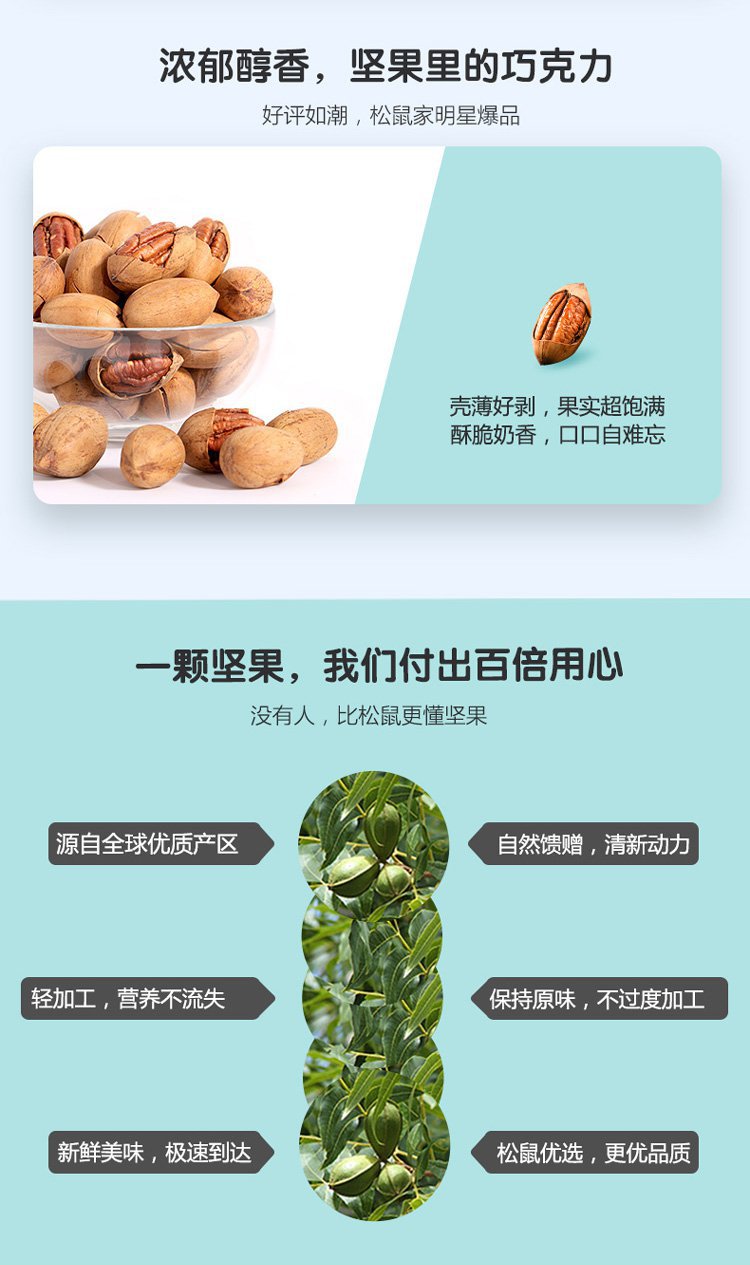 浓郁醇香，坚果里的巧克力
好评如潮，松鼠家明星爆品
壳薄好剥，果实超饱满
酥脆奶香，口口自难忘
一颗坚果，我们付出百倍用心
没有人，比松鼠更懂坚果
源自全球优质产区
自然馈赠，清新动力
轻加工，营养不流失
保持原味，不过度加工
新鲜美味，极速到达
松鼠优选，更优品质